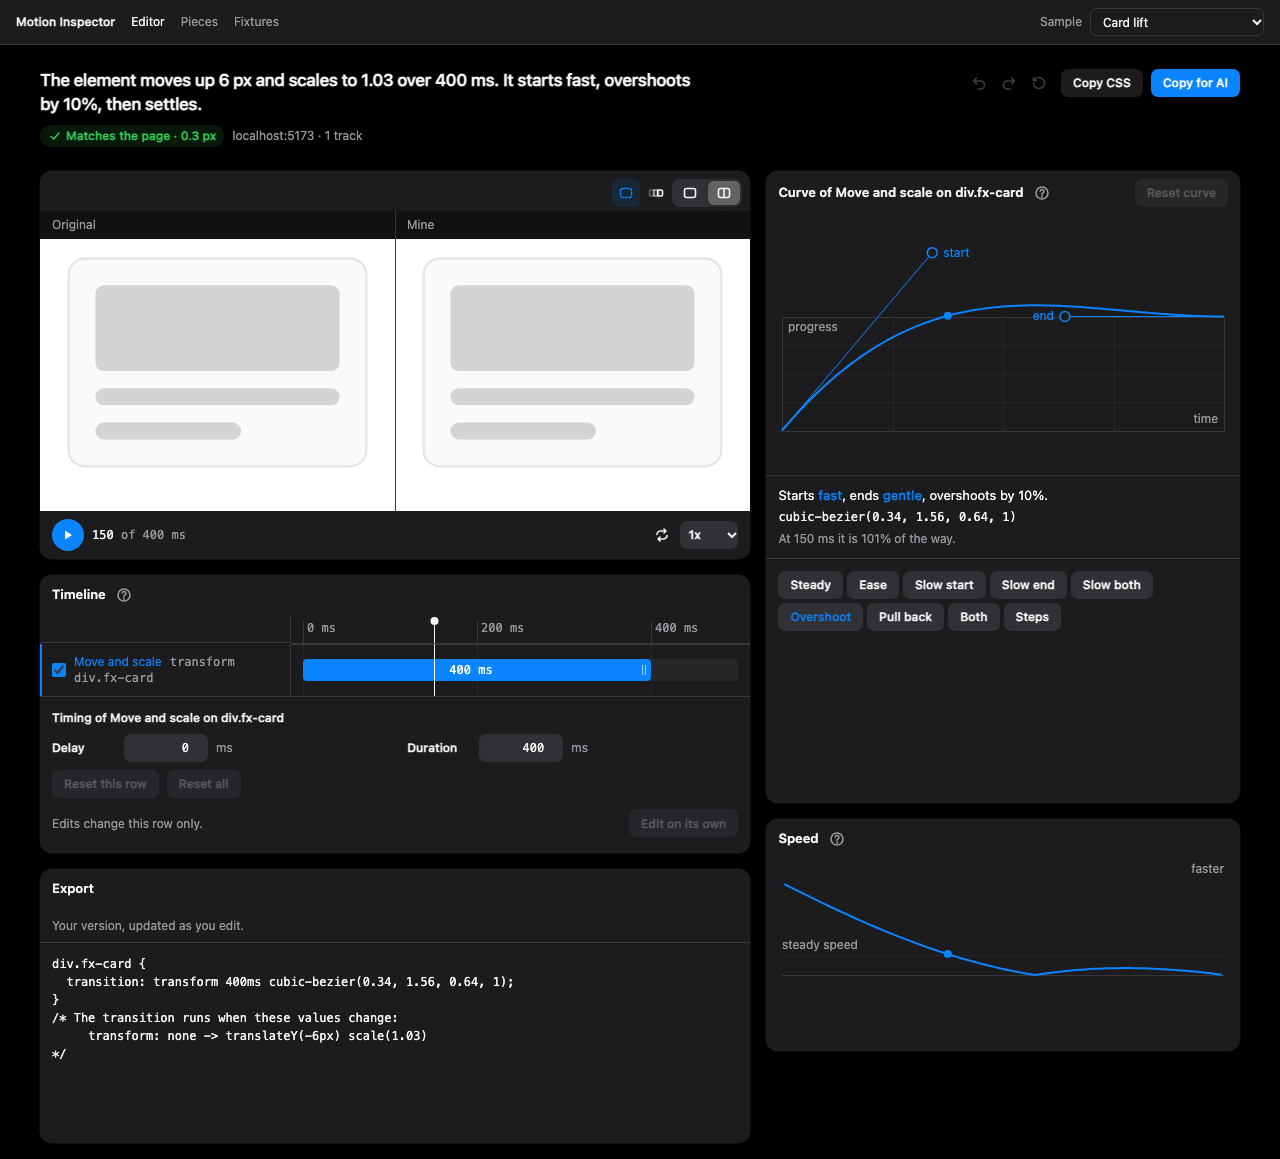 Motion Inspector Editor Pieces Fixtures Sample Card lift
The element moves up 6 px and scales to 1.03 over 400 ms. It starts fast, overshoots
by 10%, then settles.
Copy CSS Copy for AI
Matches the page · 0.3 px localhost:5173 · 1 track
Original Mine
150 of 400 ms 1x
Timeline
0 ms 200 ms 400 ms
Move and scale transform
div.fx-card
400 ms
Timing of Move and scale on div.fx-card
Delay 0 ms Duration 400 ms
Reset this row Reset all
Edits change this row only. Edit on its own
Export
Your version, updated as you edit.
div.fx-card {
transition: transform 400ms cubic-bezier(0.34, 1.56, 0.64, 1);
}
/* The transition runs when these values change:
transform: none -> translateY(-6px) scale(1.03)
*/
Curve of Move and scale on div.fx-card Reset curve
start
end
progress
time
Starts fast, ends gentle, overshoots by 10%.
cubic-bezier(0.34, 1.56, 0.64, 1)
At 150 ms it is 101% of the way.
Steady Ease Slow start Slow end Slow both
Overshoot Pull back Both Steps
Speed
faster
steady speed